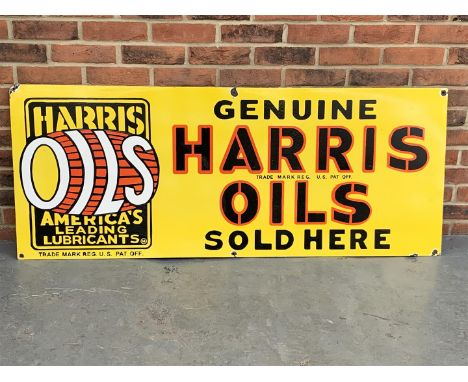 HARRIS
OILS
AMERICA'S
LEADING
LUBRICANTS
TRADE MARK REG. U.S. PAT OFF.
GENUINE
HARRIS
TRADE MARK REG. U.S. PAT OFF.
OILS
SOLD HERE